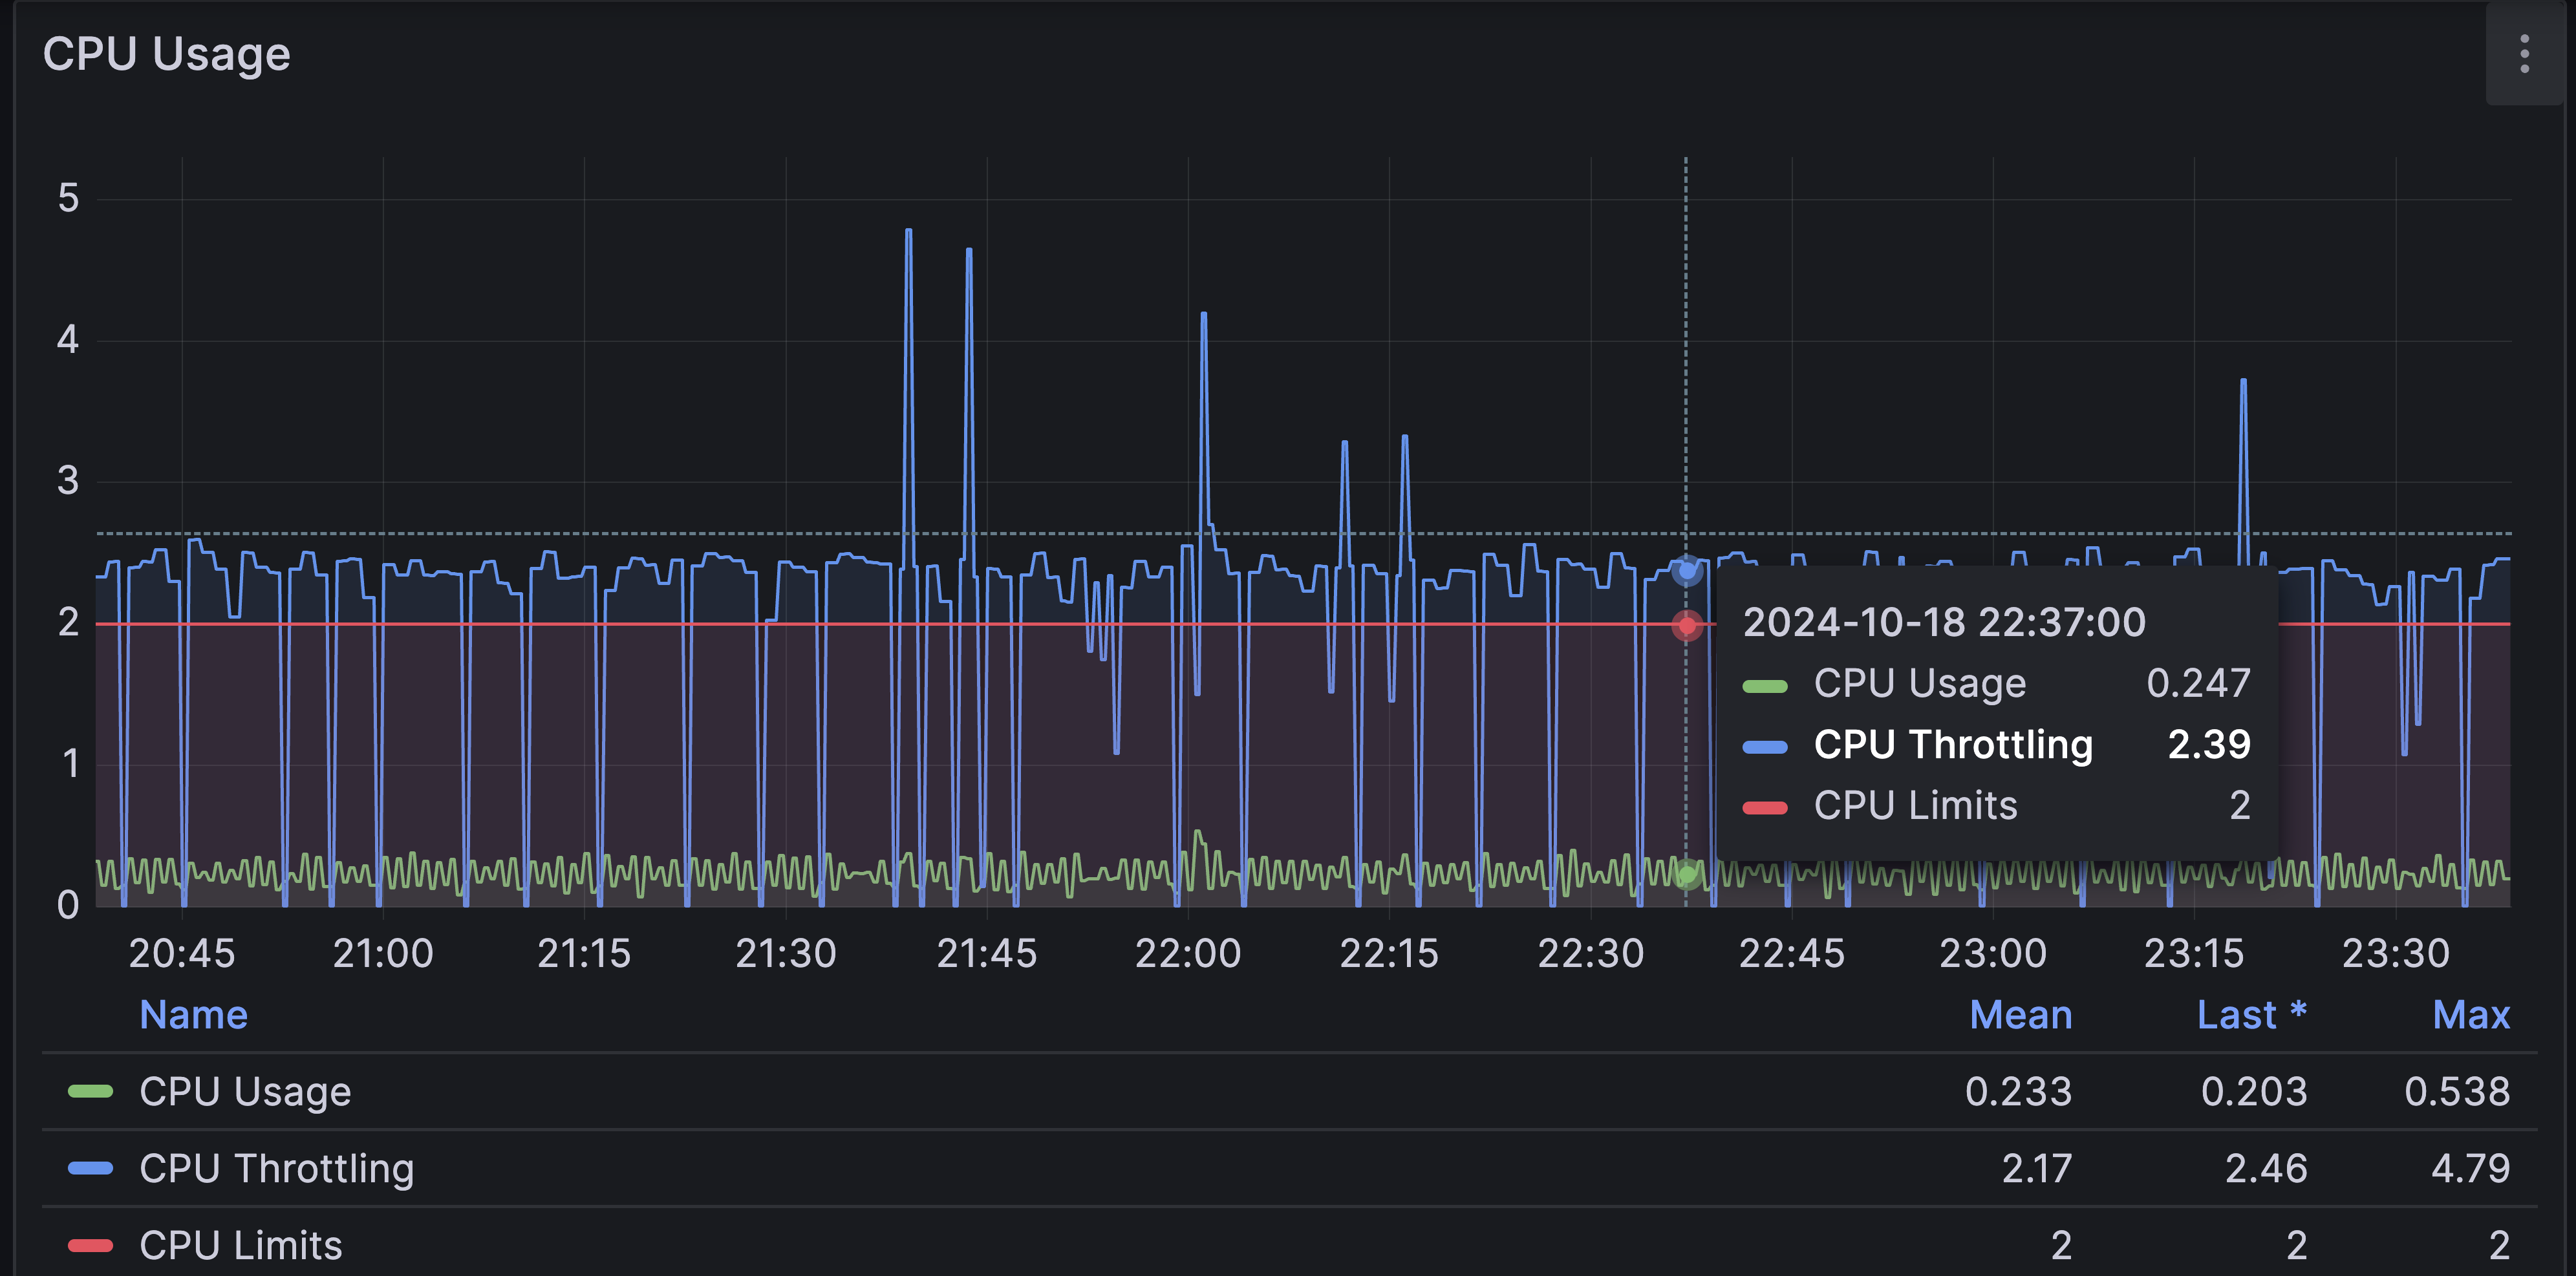 CPU Usage
5
4
3
2
1
0
20:45 21:00 21:15 21:30 21:45 22:00 22:15 22:30 22:45 23:00 23:15 23:30
2024-10-18 22:37:00
CPU Usage 0.247
CPU Throttling 2.39
CPU Limits 2
Name Mean Last * Max
CPU Usage 0.233 0.203 0.538
CPU Throttling 2.17 2.46 4.79
CPU Limits 2 2 2